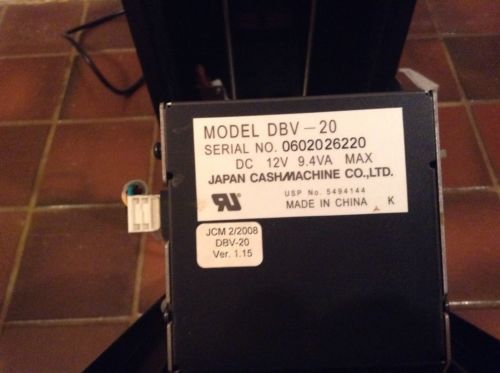 MODEL DBV-20
SERIAL NO. 0602026220
DC 12V 9.4VA MAX
JAPAN CASHMACHINE CO.,LTD.
USP No. 5494144
MADE IN CHINA K
JCM 2/2008
DBV-20
Ver. 1.15